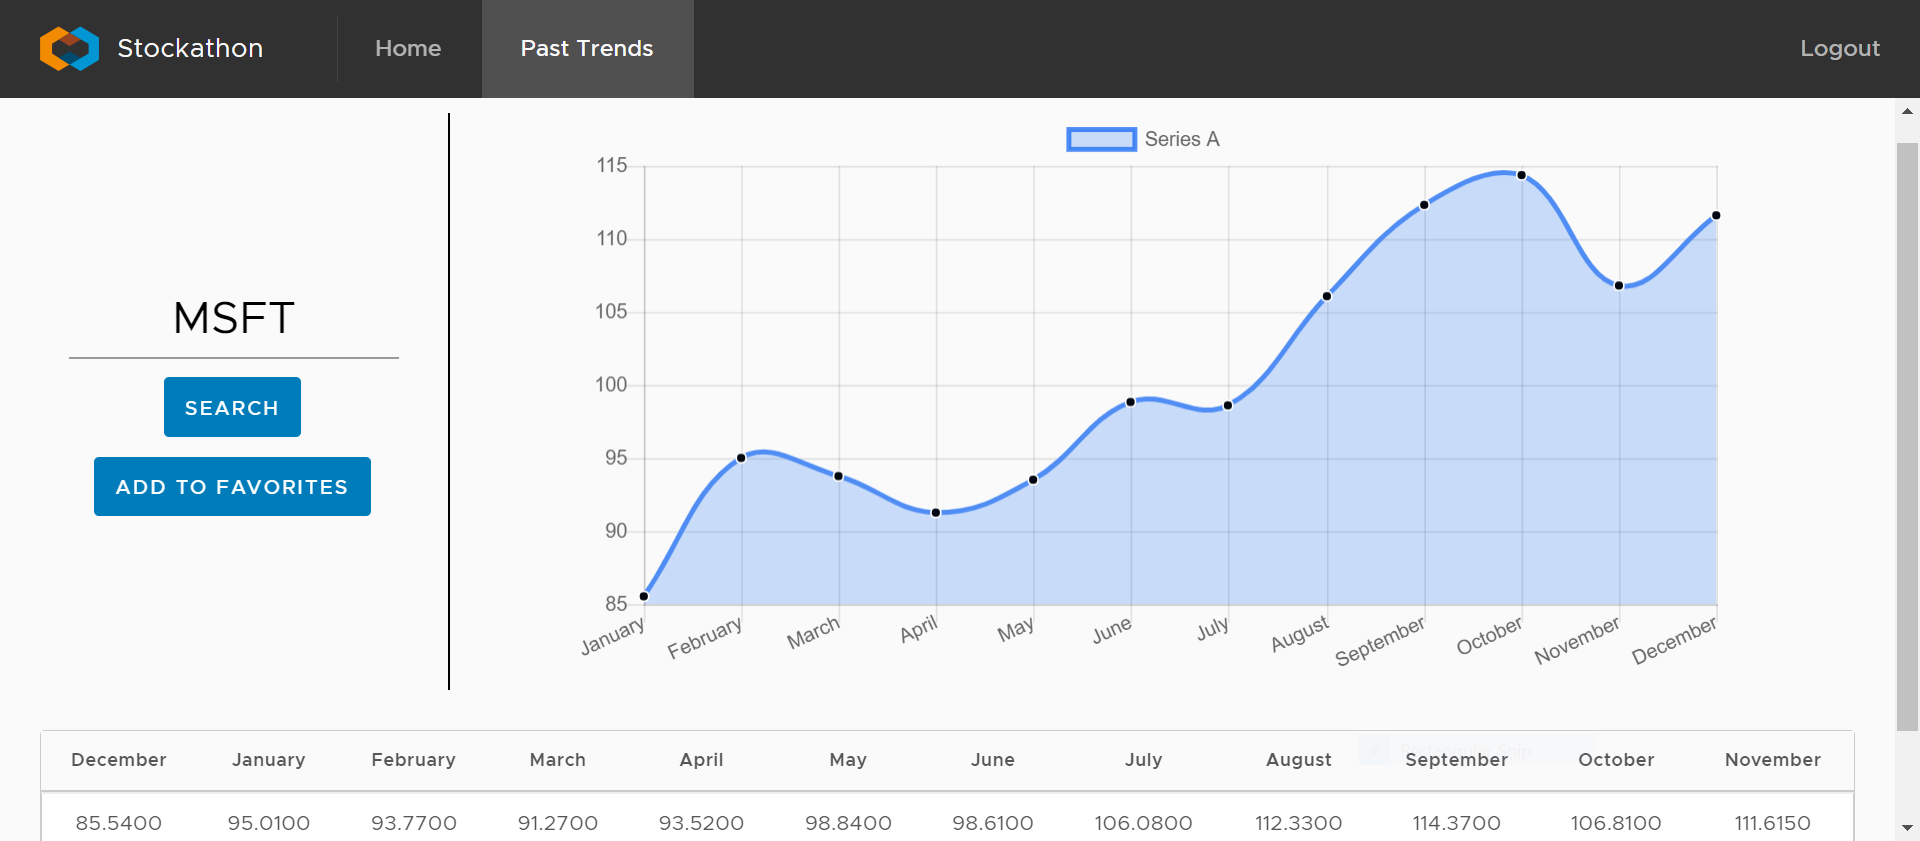 Stockathon Home Past Trends Logout
Series A
115
110
105
100
95
90
85
January February March April May June July August September October November December
MSFT
SEARCH
ADD TO FAVORITES
Rectangular Snip
December January February March April May June July August September October November
85.5400 95.0100 93.7700 91.2700 93.5200 98.8400 98.6100 106.0800 112.3300 114.3700 106.8100 111.6150